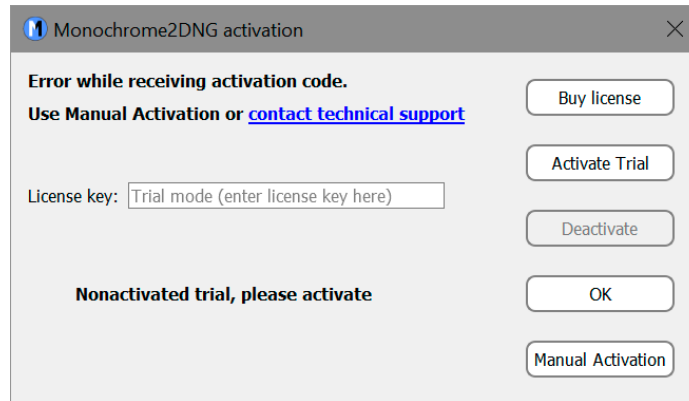 Monochrome2DNG activation
Error while receiving activation code.
Use Manual Activation or contact technical support
Buy license
Activate Trial
License key: Trial mode (enter license key here)
Deactivate
Nonactivated trial, please activate
OK
Manual Activation